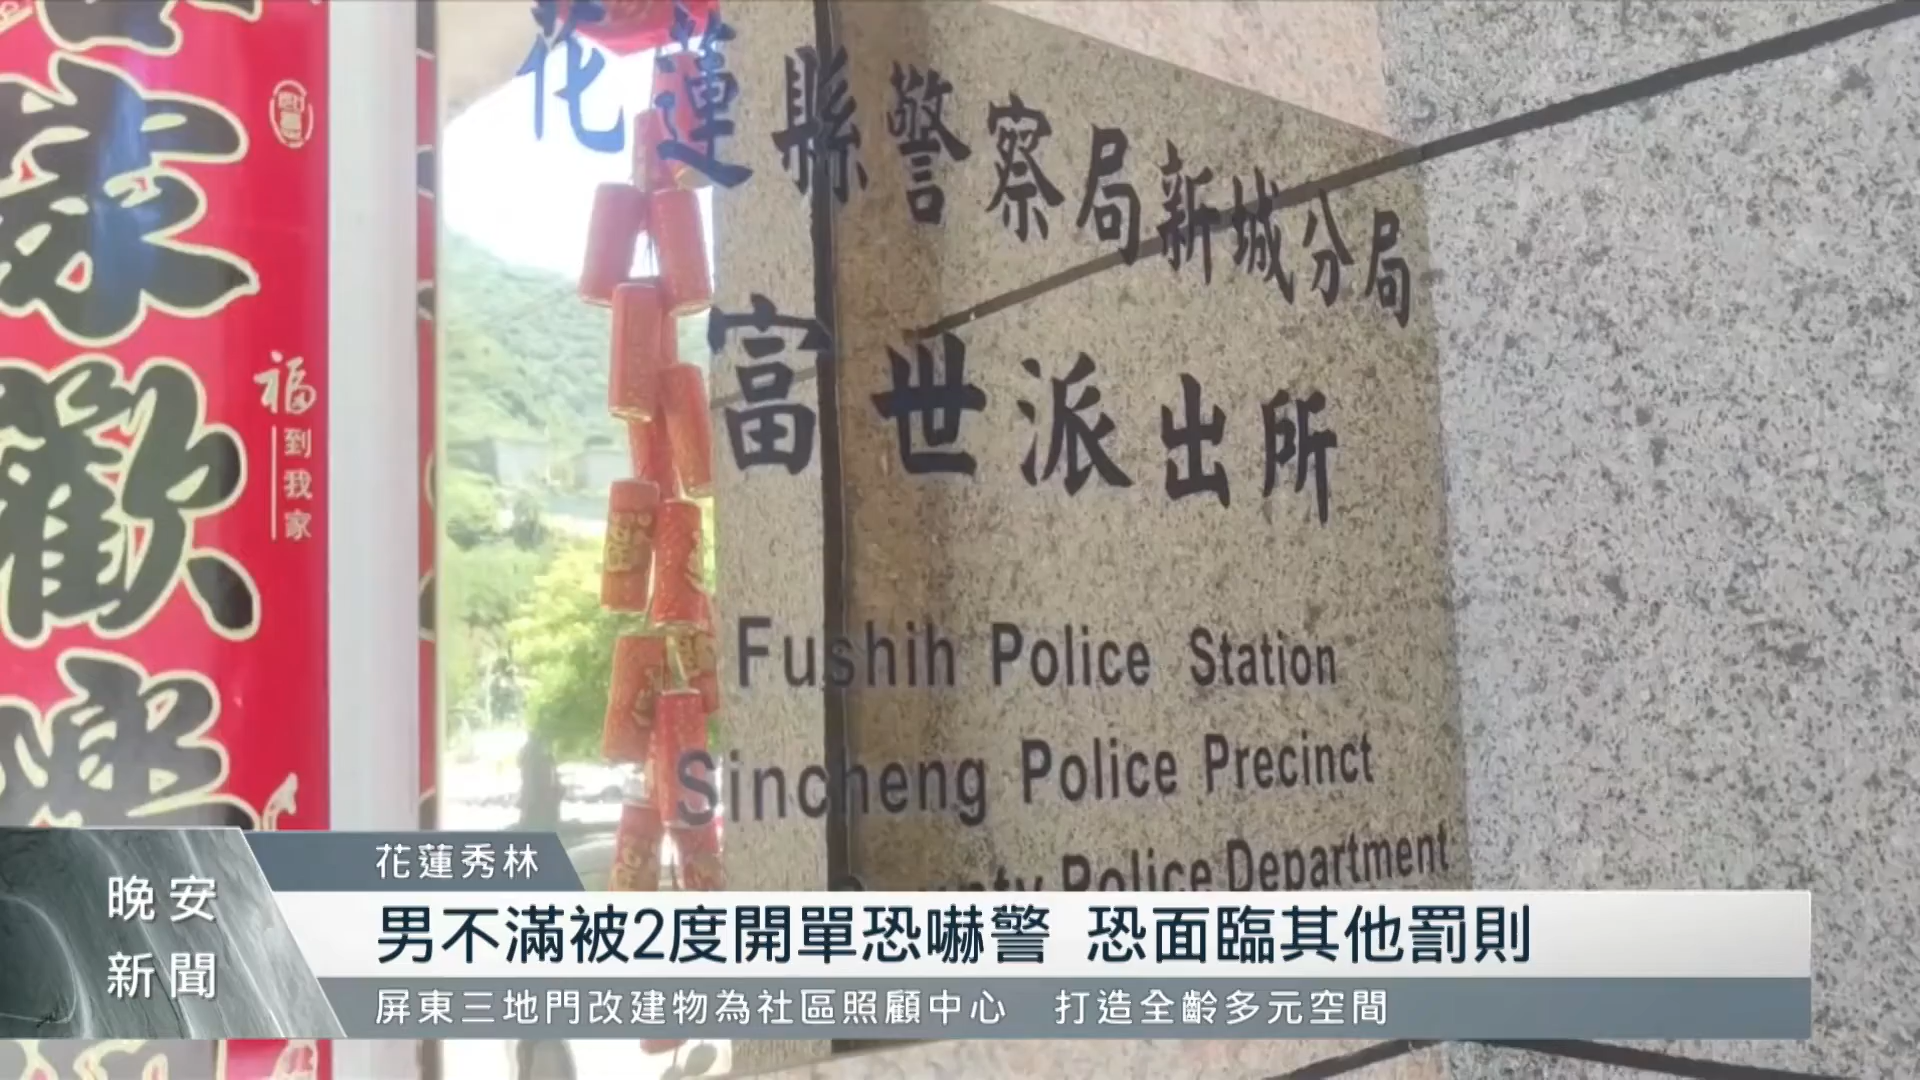 花蓮縣警察局新城分局
富世派出所
Fushih Police Station
Sincheng Police Precinct
Police Department
家歡
福到我家
花蓮秀林
晚安新聞
男不滿被2度開單恐嚇警 恐面臨其他罰則
屏東三地門改建物為社區照顧中心 打造全齡多元空間